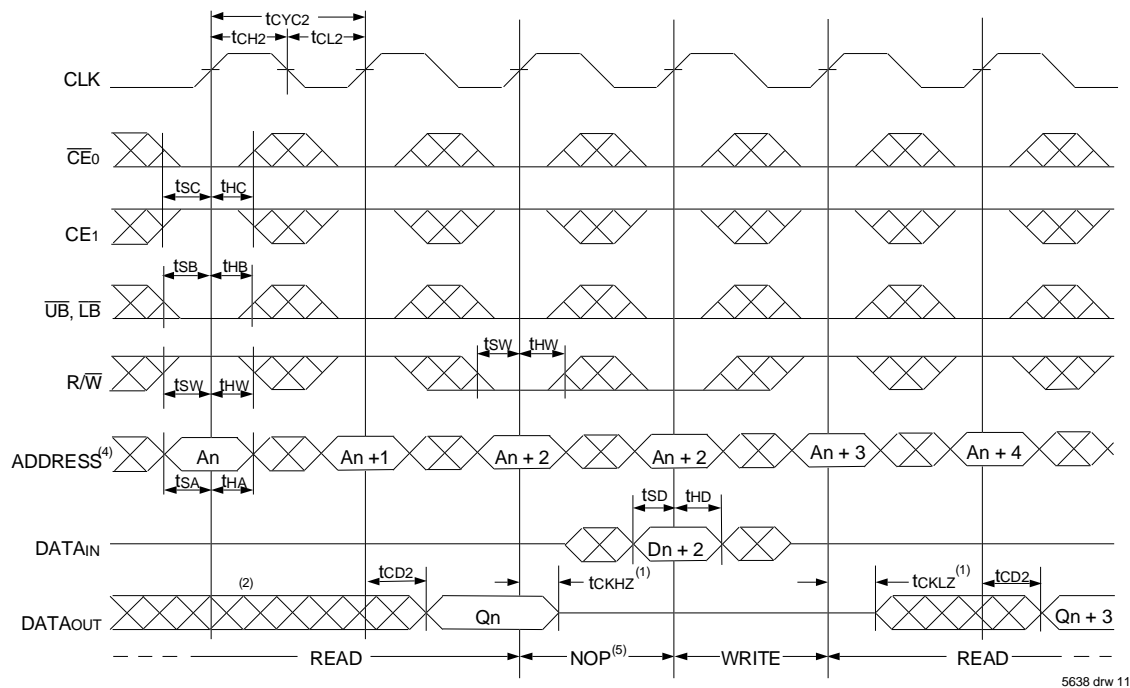 tCYC2
tCH2 tCL2
CLK
CE0
tSC tHC
CE1
tSB tHB
UB, LB
tSW tHW
R/W
tSW tHW
ADDRESS(4) An An +1 An + 2 An + 2 An + 3 An + 4
tSA tHA
tSD tHD
DATAIN Dn + 2
(2) tCD2 tCKHZ(1) tCKLZ(1) tCD2
DATAOUT Qn Qn + 3
READ NOP(5) WRITE READ
5638 drw 11